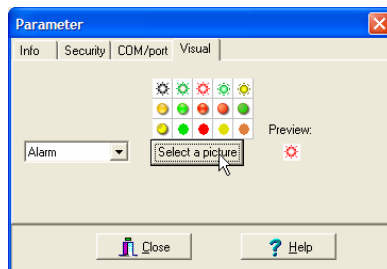 Parameter
Info Security COM/port Visual
Preview:
Alarm Select a picture
Close Help